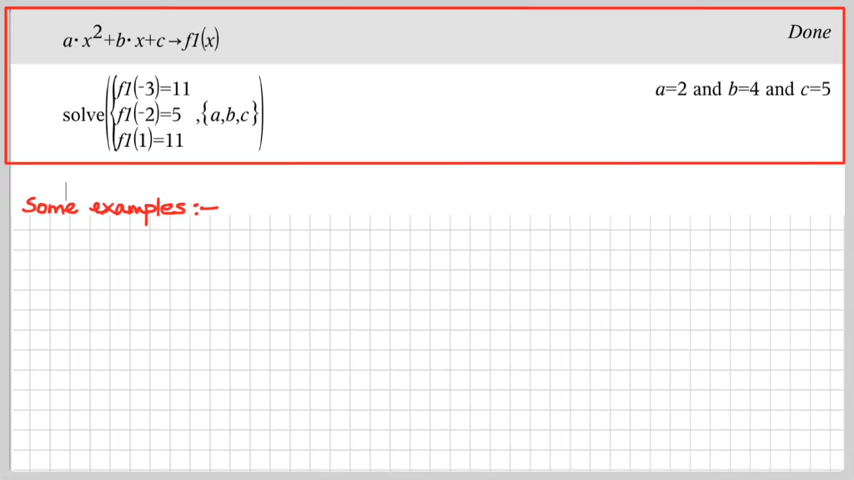 a·x²+b·x+c→f1(x)
Done
solve({f1(-3)=11
f1(-2)=5 ,{a,b,c})
f1(1)=11
a=2 and b=4 and c=5
Some examples :-